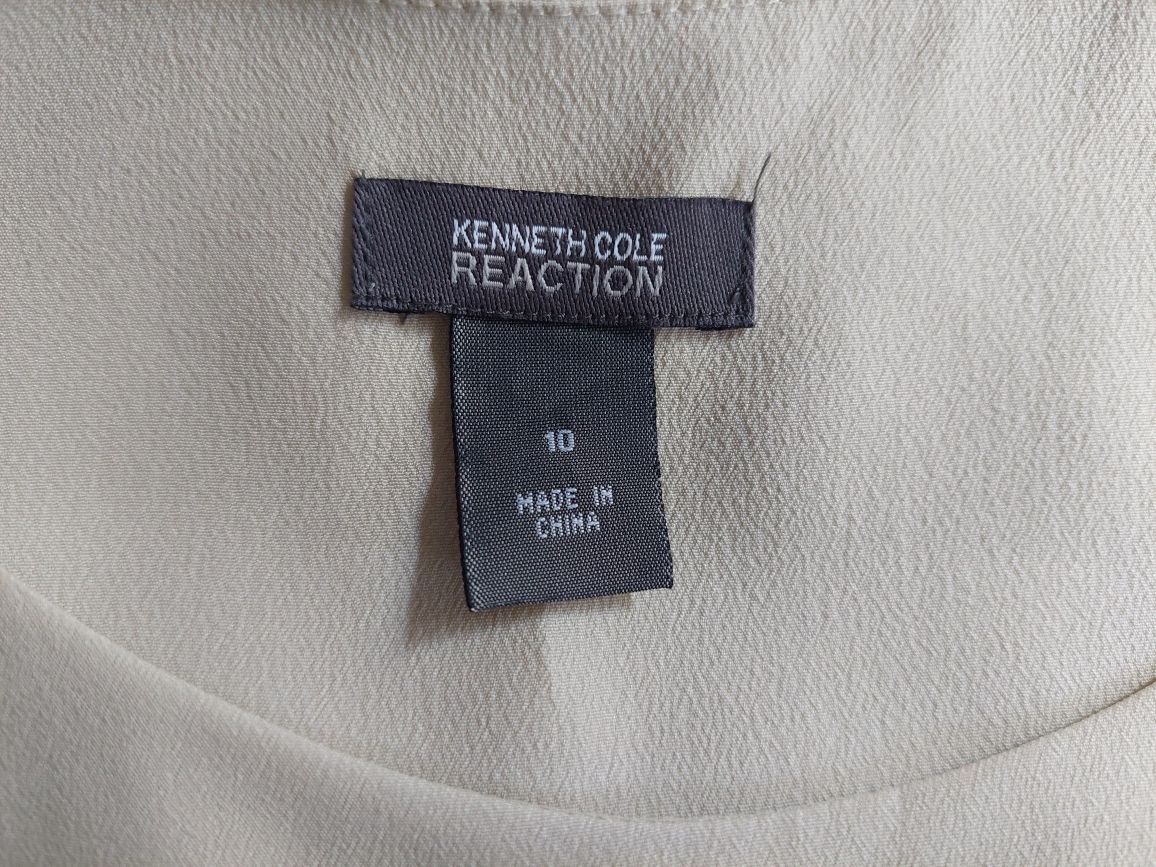 KENNETH COLE
REACTION
10
MADE IN
CHINA